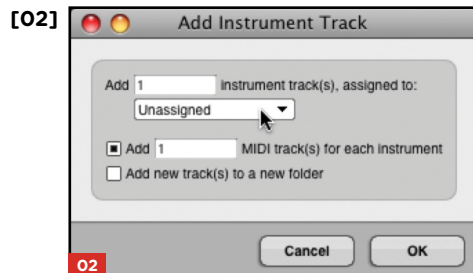 [02]
Add Instrument Track
Add 1 instrument track(s), assigned to:
Unassigned
Add 1 MIDI track(s) for each instrument
Add new track(s) to a new folder
Cancel OK
02